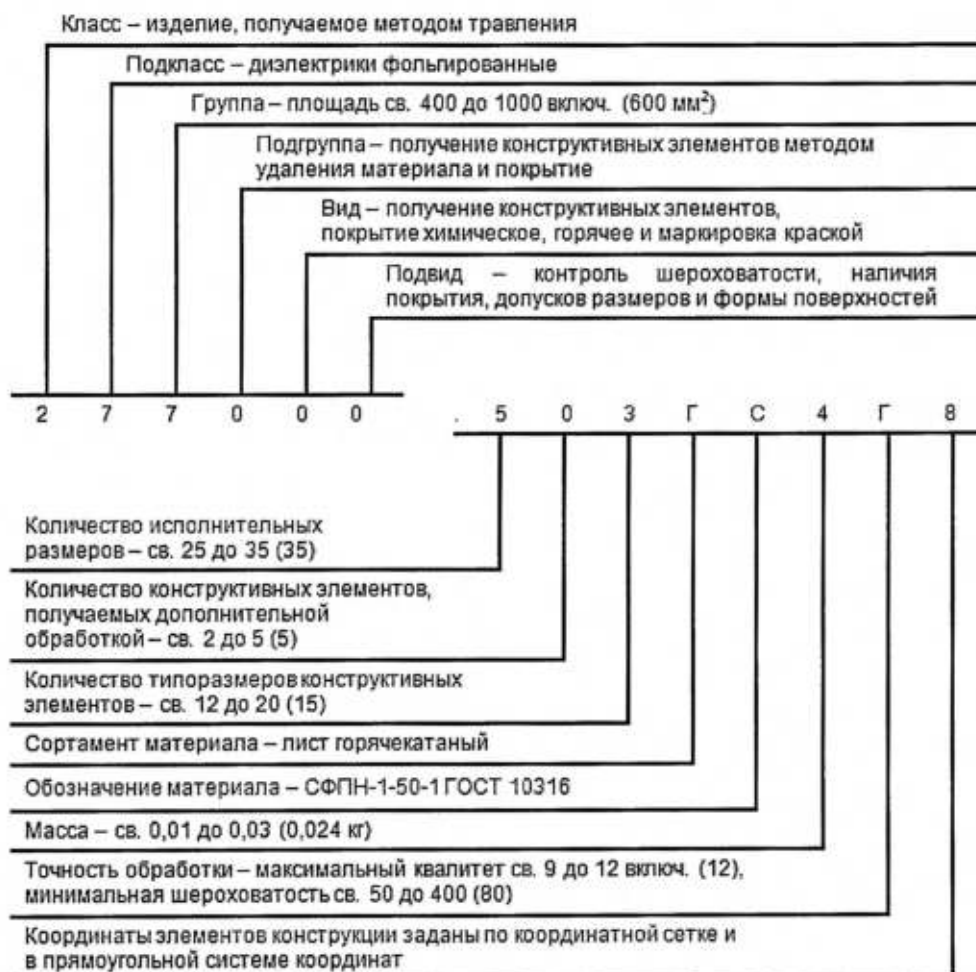 Класс – изделие, получаемое методом травления
Подкласс – диэлектрики фольгированные
Группа – площадь св. 400 до 1000 включ. (600 мм²)
Подгруппа – получение конструктивных элементов методом
удаления материала и покрытие
Вид – получение конструктивных элементов,
покрытие химическое, горячее и маркировка краской
Подвид – контроль шероховатости, наличия
покрытия, допусков размеров и формы поверхностей
2 7 7 0 0 0
. 5 0 3 Г С 4 Г 8
Количество исполнительных
размеров – св. 25 до 35 (35)
Количество конструктивных элементов,
получаемых дополнительной
обработкой – св. 2 до 5 (5)
Количество типоразмеров конструктивных
элементов – св. 12 до 20 (15)
Сортамент материала – лист горячекатаный
Обозначение материала – СФПН-1-50-1 ГОСТ 10316
Масса – св. 0,01 до 0,03 (0,024 кг)
Точность обработки – максимальный квалитет св. 9 до 12 включ. (12),
минимальная шероховатость св. 50 до 400 (80)
Координаты элементов конструкции заданы по координатной сетке и
в прямоугольной системе координат